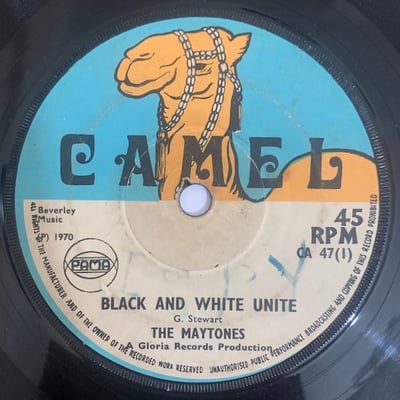 CAMEL
Beverley
Music
(P) 1970
PAMA
45
RPM
CA 47(1)
BLACK AND WHITE UNITE
G. Stewart
THE MAYTONES
A Gloria Records Production
ALL RIGHTS OF THE MANUFACTURER AND OF THE OWNER OF THE RECORDED WORK RESERVED UNAUTHORISED PUBLIC PERFORMANCE BROADCASTING AND COPYING OF THIS RECORD PROHIBITED